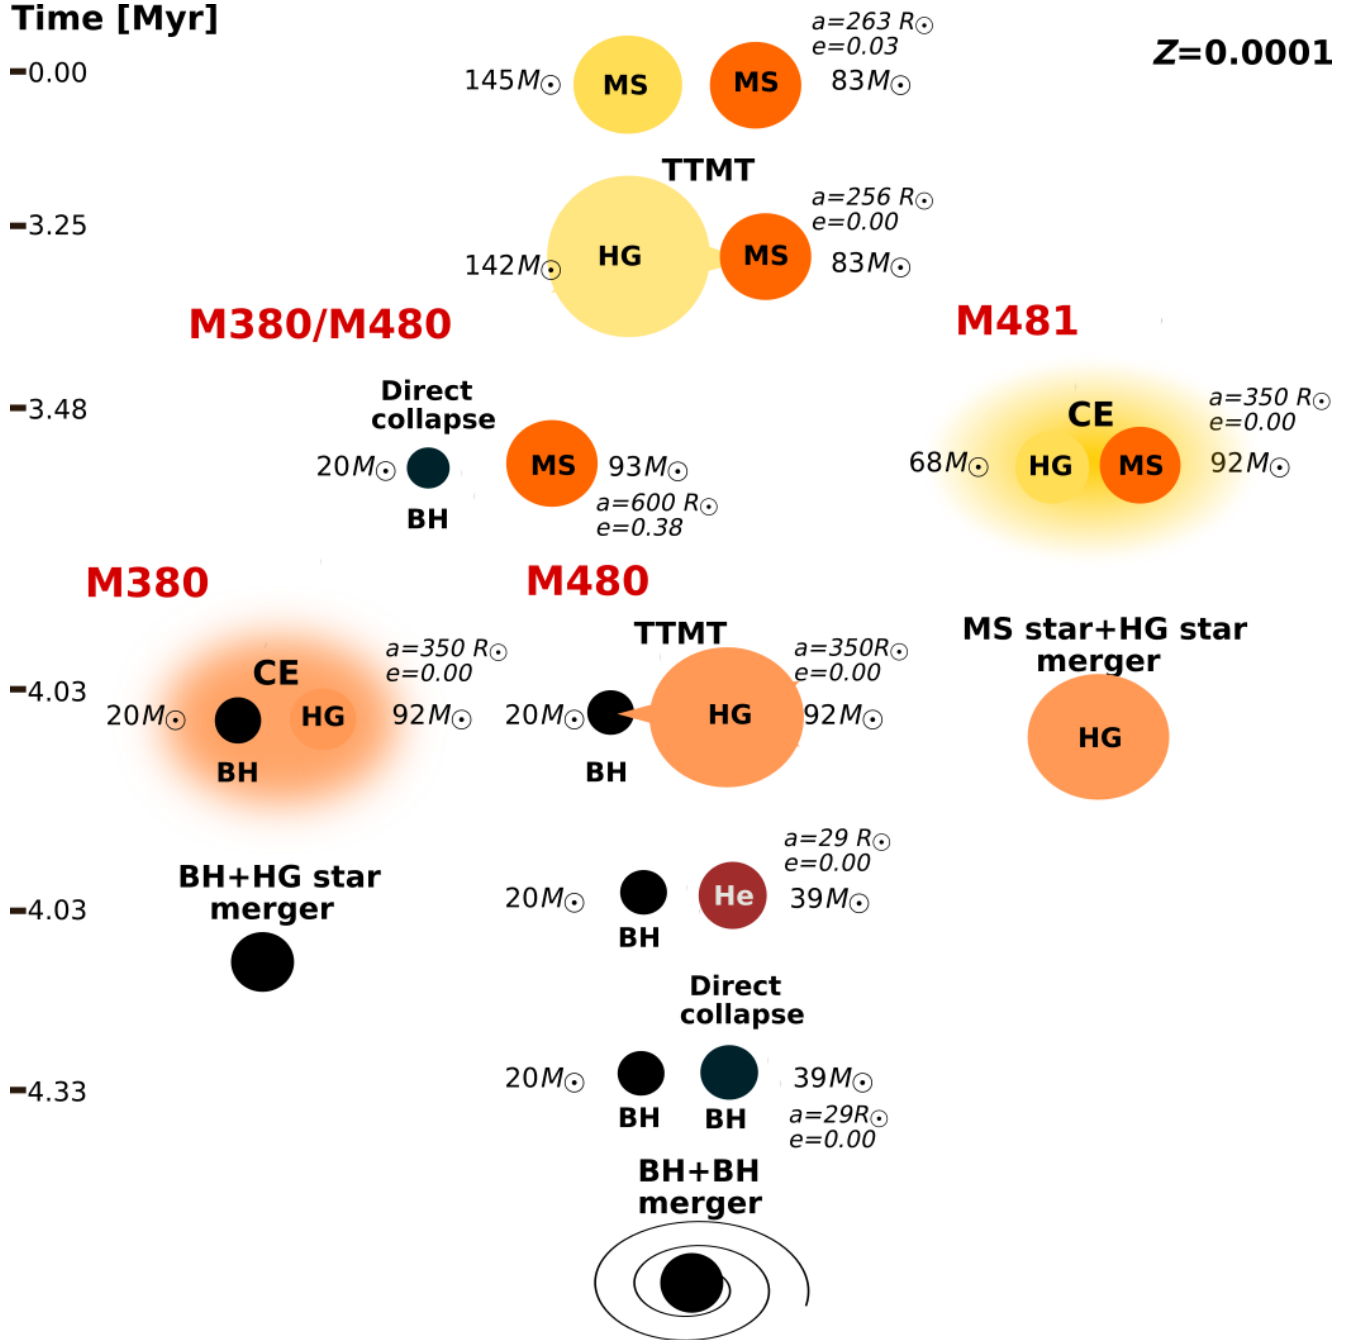 Time [Myr]
Z=0.0001
0.00
145M☉
MS
MS
a=263 R☉
e=0.03
83M☉
TTMT
3.25
142M☉
HG
MS
a=256 R☉
e=0.00
83M☉
M380/M480
M481
3.48
Direct
collapse
20M☉
BH
MS
93M☉
a=600 R☉
e=0.38
CE
68M☉
HG
MS
a=350 R☉
e=0.00
92M☉
M380
M480
4.03
CE
20M☉
BH
HG
a=350 R☉
e=0.00
92M☉
TTMT
20M☉
BH
HG
a=350R☉
e=0.00
92M☉
MS star+HG star
merger
HG
4.03
BH+HG star
merger
20M☉
BH
He
a=29 R☉
e=0.00
39M☉
4.33
Direct
collapse
20M☉
BH
BH
39M☉
a=29R☉
e=0.00
BH+BH
merger